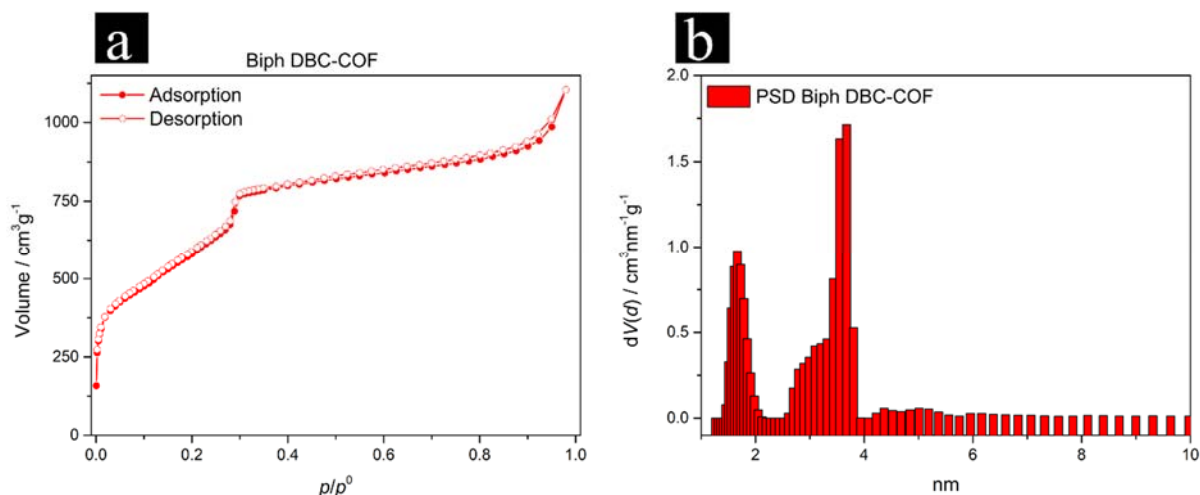 a
Biph DBC-COF
Adsorption
Desorption
Volume / cm³g⁻¹
1000
750
500
250
0
0.0 0.2 0.4 0.6 0.8 1.0
p/p⁰
b
PSD Biph DBC-COF
dV(d) / cm³nm⁻¹g⁻¹
2.0
1.5
1.0
0.5
0.0
2 4 6 8 10
nm